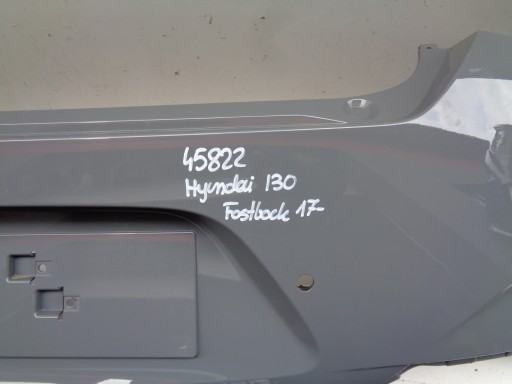 45822
Hyundai i30
Fastback 17-